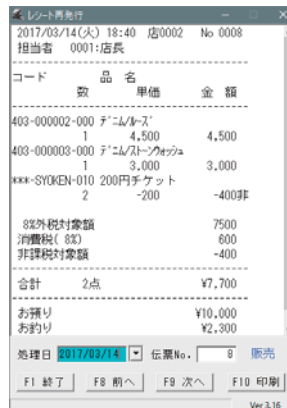 レシート再発行
2017/03/14(火) 18:40 店0002 No 0008
担当者 0001:店長
コード 品 名
数 単価 金 額
403-000002-000 ﾃﾞﾆﾑ/ﾙｰｽﾞ
1 4,500 4,500
403-000003-000 ﾃﾞﾆﾑ/ｽﾄｰﾝｳｫｯｼｭ
1 3,000 3,000
***-SYOKEN-010 200円チケット
2 -200 -400非
8%外税対象額 7500
消費税( 8%) 600
非課税対象額 -400
合計 2点 ¥7,700
お預り ¥10,000
お釣り ¥2,300
処理日 2017/03/14 伝票No. 8 販売
F1 終了 F8 前へ F9 次へ F10 印刷
Ver3.16